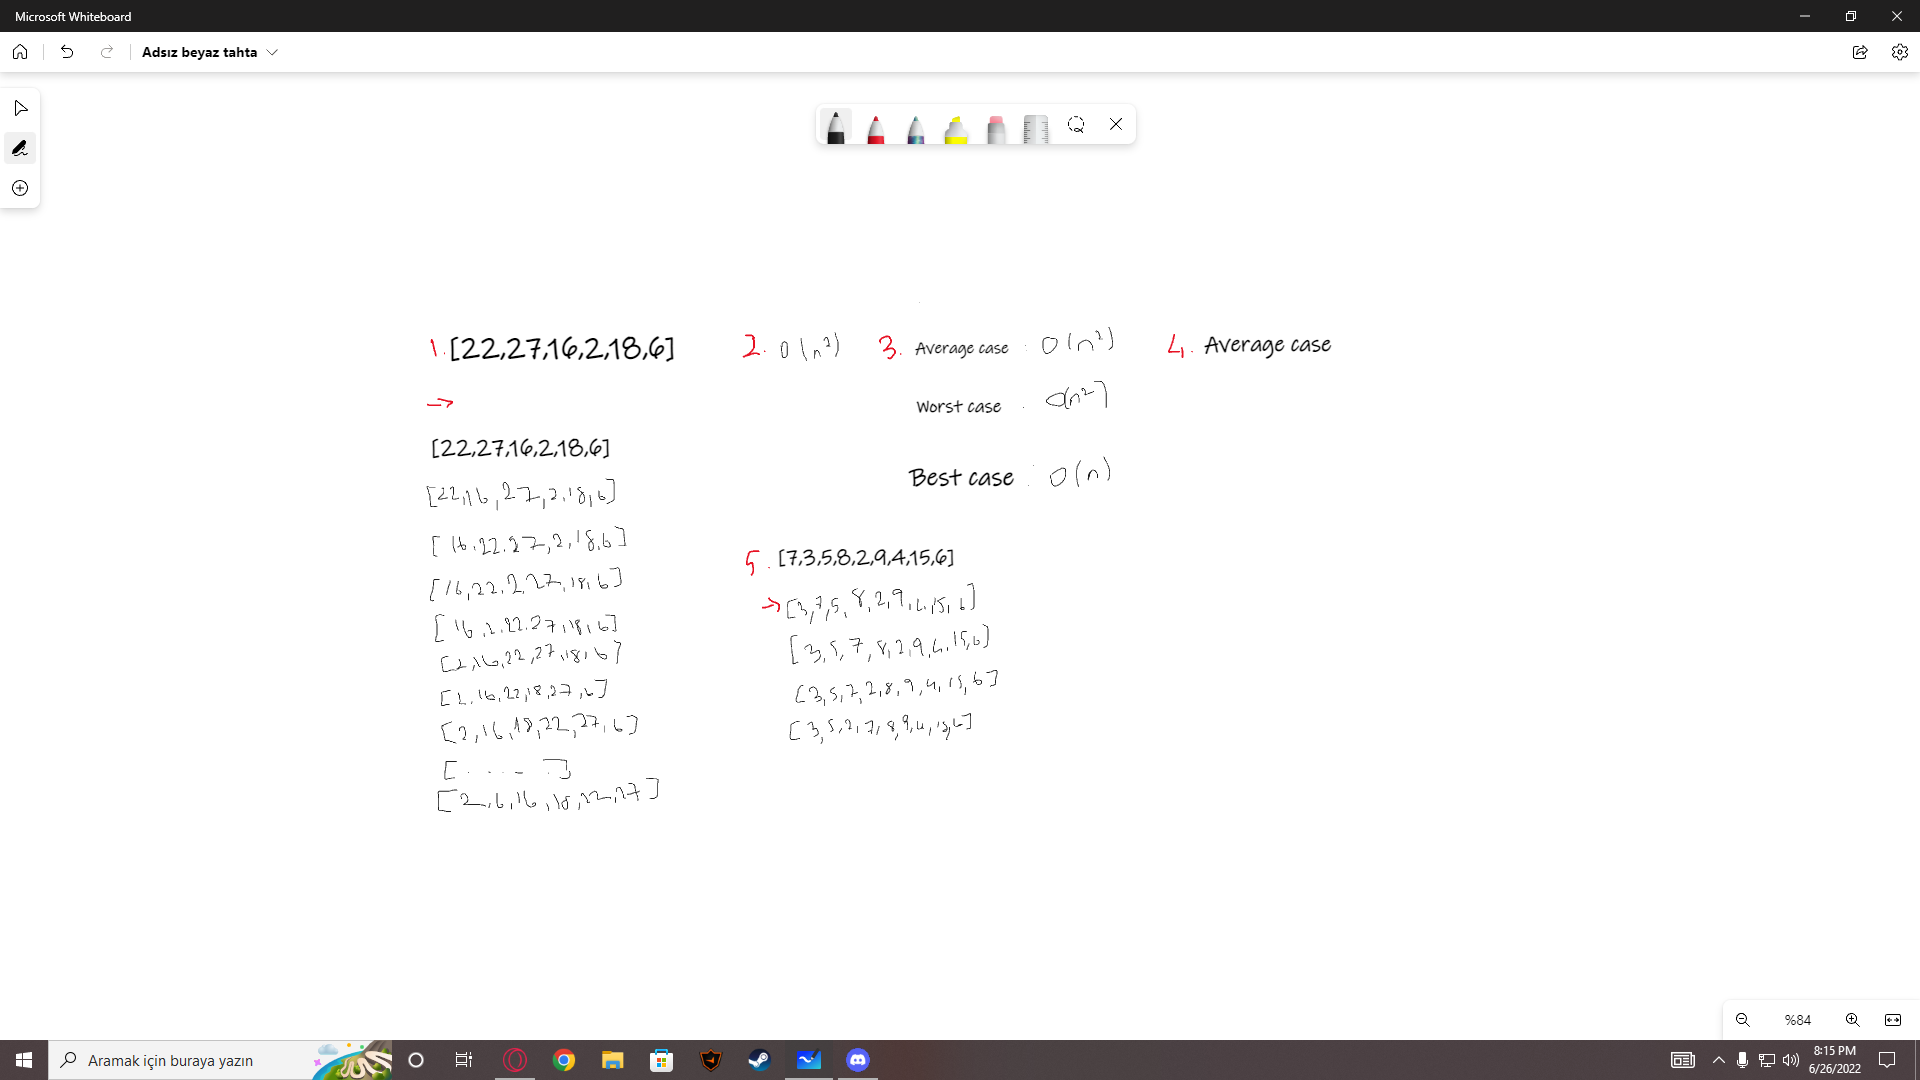 Microsoft Whiteboard
Adsız beyaz tahta
1. [22,27,16,2,18,6]
→
[22,27,16,2,18,6]
[22,16,27,2,18,6]
[16,22,27,2,18,6]
[16,22,2,27,18,6]
[16,2,22,27,18,6]
[2,16,22,27,18,6]
[2,16,22,18,27,6]
[2,16,18,22,27,6]
[. . . . .]
[2,6,16,18,22,27]
2. O(n²)
3. Average case : O(n²)
Worst case : O(n²)
Best case : O(n)
4. Average case
5. [7,3,5,8,2,9,4,15,6]
→ [3,7,5,8,2,9,4,15,6]
[3,5,7,8,2,9,4,15,6]
[3,5,7,2,8,9,4,15,6]
[3,5,2,7,8,9,4,15,6]
%84
Aramak için buraya yazın
8:15 PM
6/26/2022